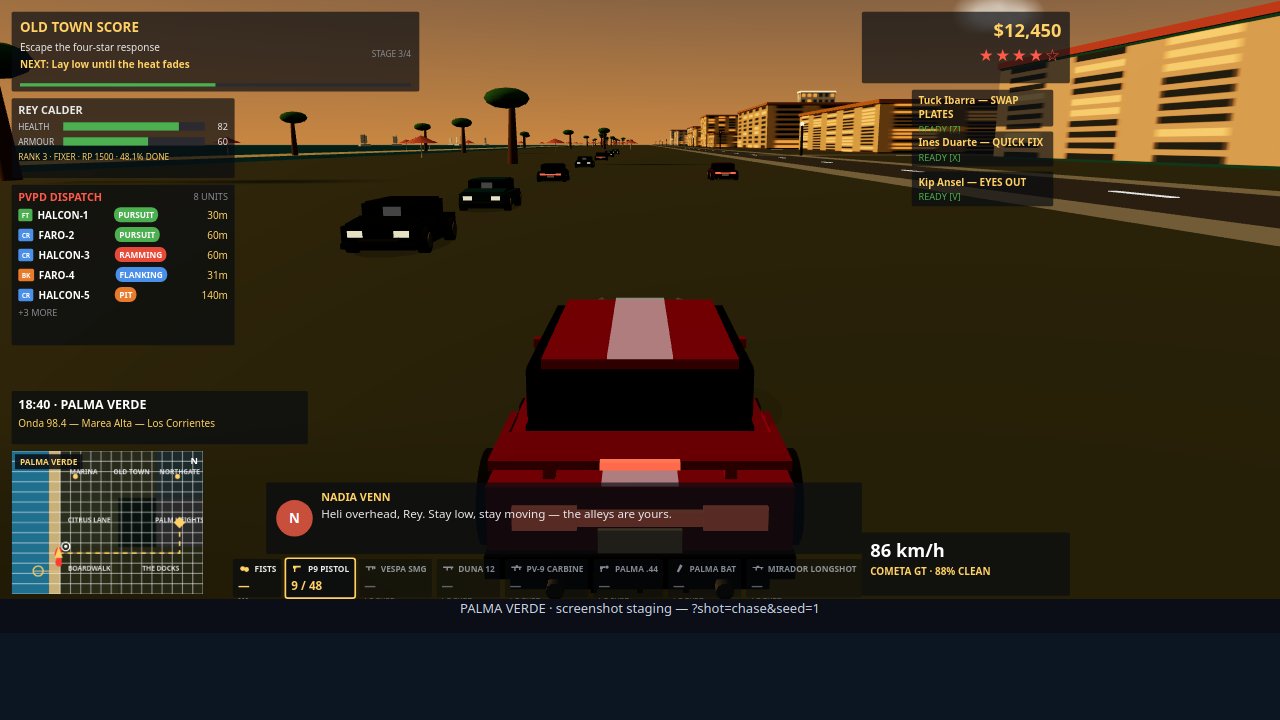 OLD TOWN SCORE
Escape the four-star response
NEXT: Lay low until the heat fades
STAGE 3/4
$12,450
★★★★☆
REY CALDER
HEALTH 82
ARMOUR 60
RANK 3 · FIXER · RP 1500 · 48.1% DONE
Tuck Ibarra — SWAP
PLATES
READY [Z]
Ines Duarte — QUICK FIX
READY [X]
Kip Ansel — EYES OUT
READY [V]
PVPD DISPATCH 8 UNITS
FT HALCON-1 PURSUIT 30m
CR FARO-2 PURSUIT 60m
CR HALCON-3 RAMMING 60m
BK FARO-4 FLANKING 31m
CR HALCON-5 PIT 140m
+3 MORE
18:40 · PALMA VERDE
Onda 98.4 — Marea Alta — Los Corrientes
PALMA VERDE
N
MARINA OLD TOWN NORTHGATE
CITRUS LANE
BOARDWALK THE DOCKS
N
NADIA VENN
Heli overhead, Rey. Stay low, stay moving — the alleys are yours.
FISTS
—
P9 PISTOL
9 / 48
VESPA SMG
—
DUNA 12
—
PV-9 CARBINE
—
PALMA .44
—
PALMA BAT
—
MIRADOR LONGSHOT
—
86 km/h
COMETA GT · 88% CLEAN
PALMA VERDE · screenshot staging — ?shot=chase&seed=1